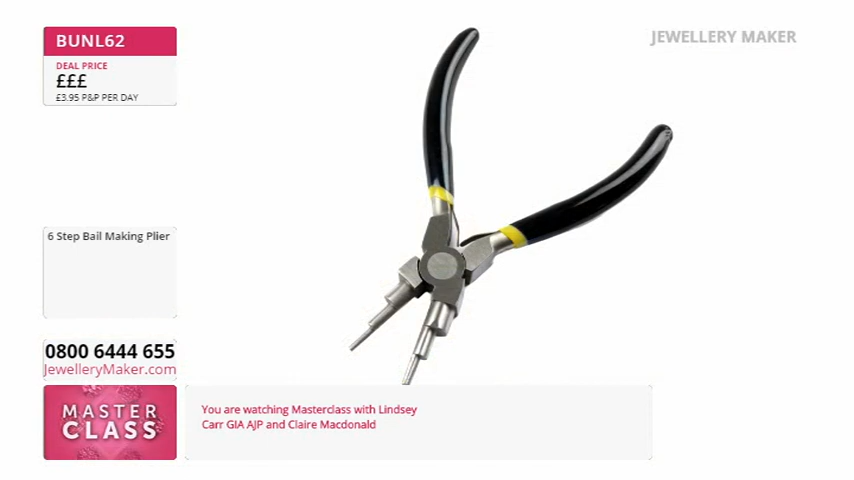 BUNL62
DEAL PRICE
£££
£3.95 P&P PER DAY
JEWELLERY MAKER
6 Step Bail Making Plier
0800 6444 655
JewelleryMaker.com
MASTER
CLASS
You are watching Masterclass with Lindsey
Carr GIA AJP and Claire Macdonald